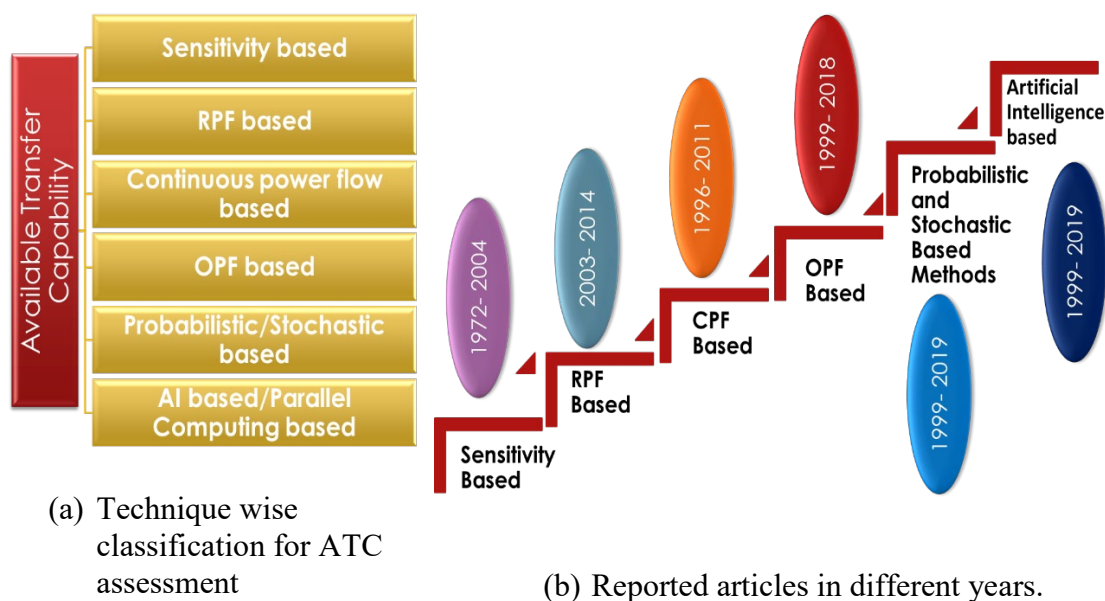 Available Transfer
Capability
Sensitivity based
RPF based
Continuous power flow
based
OPF based
Probabilistic/Stochastic
based
AI based/Parallel
Computing based
(a) Technique wise
classification for ATC
assessment
1972- 2004
Sensitivity
Based
2003- 2014
RPF
Based
1996- 2011
CPF
Based
1999- 2018
OPF
Based
1999- 2019
Probabilistic
and
Stochastic
Based
Methods
1999- 2019
Artificial
Intelligence
based
(b) Reported articles in different years.